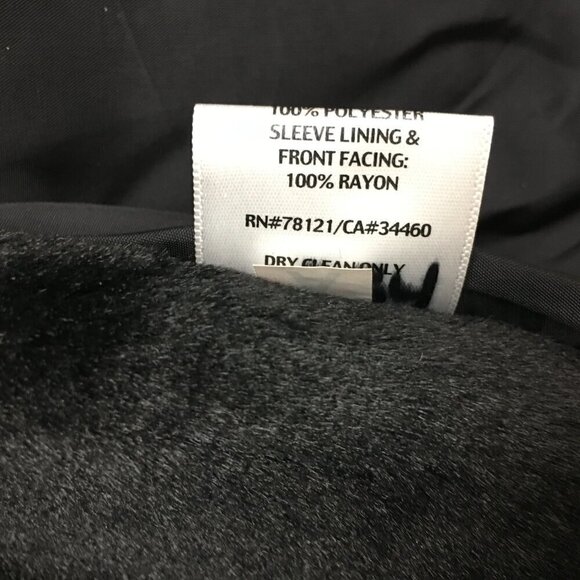 100% POLYESTER
SLEEVE LINING &
FRONT FACING:
100% RAYON
RN#78121/CA#34460
DRY CLEAN ONLY